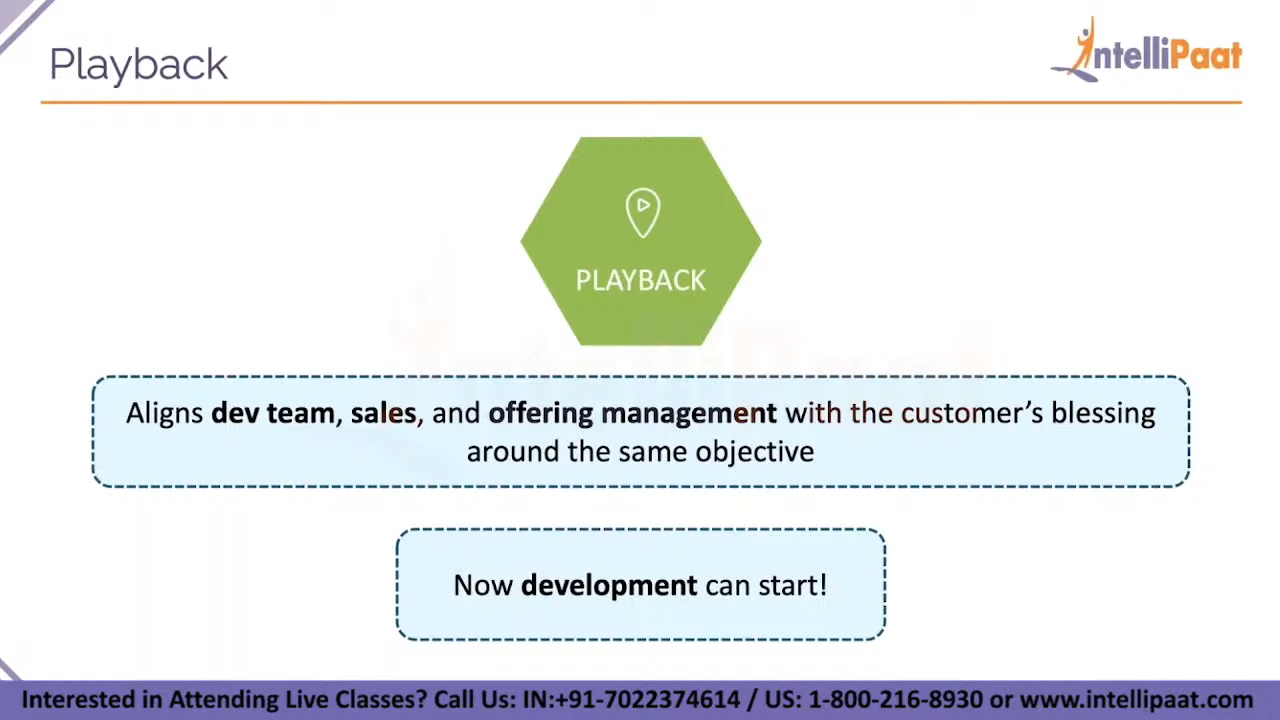 Playback
IntelliPaat
PLAYBACK
Aligns dev team, sales, and offering management with the customer’s blessing
around the same objective
Now development can start!
Interested in Attending Live Classes? Call Us: IN:+91-7022374614 / US: 1-800-216-8930 or www.intellipaat.com